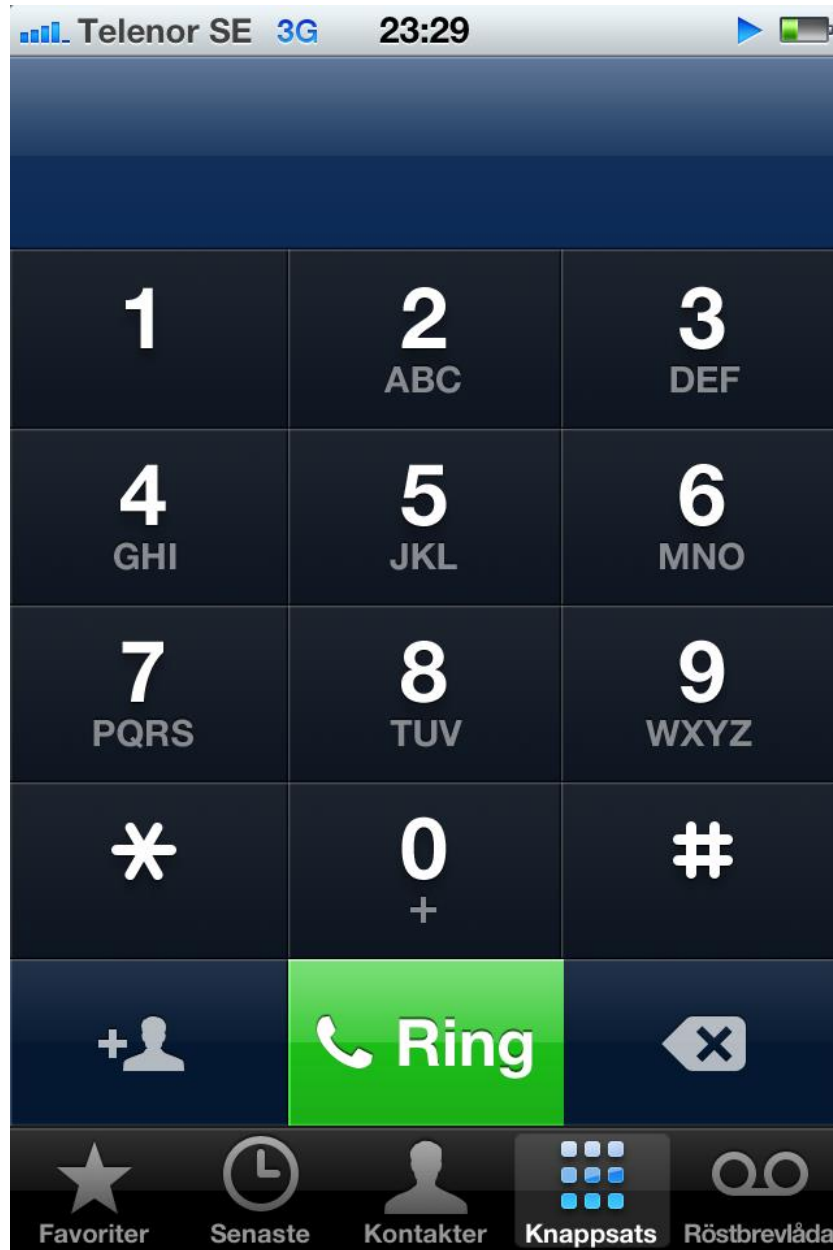 Telenor SE 3G 23:29
1 2 3
ABC DEF
4 5 6
GHI JKL MNO
7 8 9
PQRS TUV WXYZ
* 0 #
+
+ Ring
Favoriter Senaste Kontakter Knappsats Röstbrevlåda